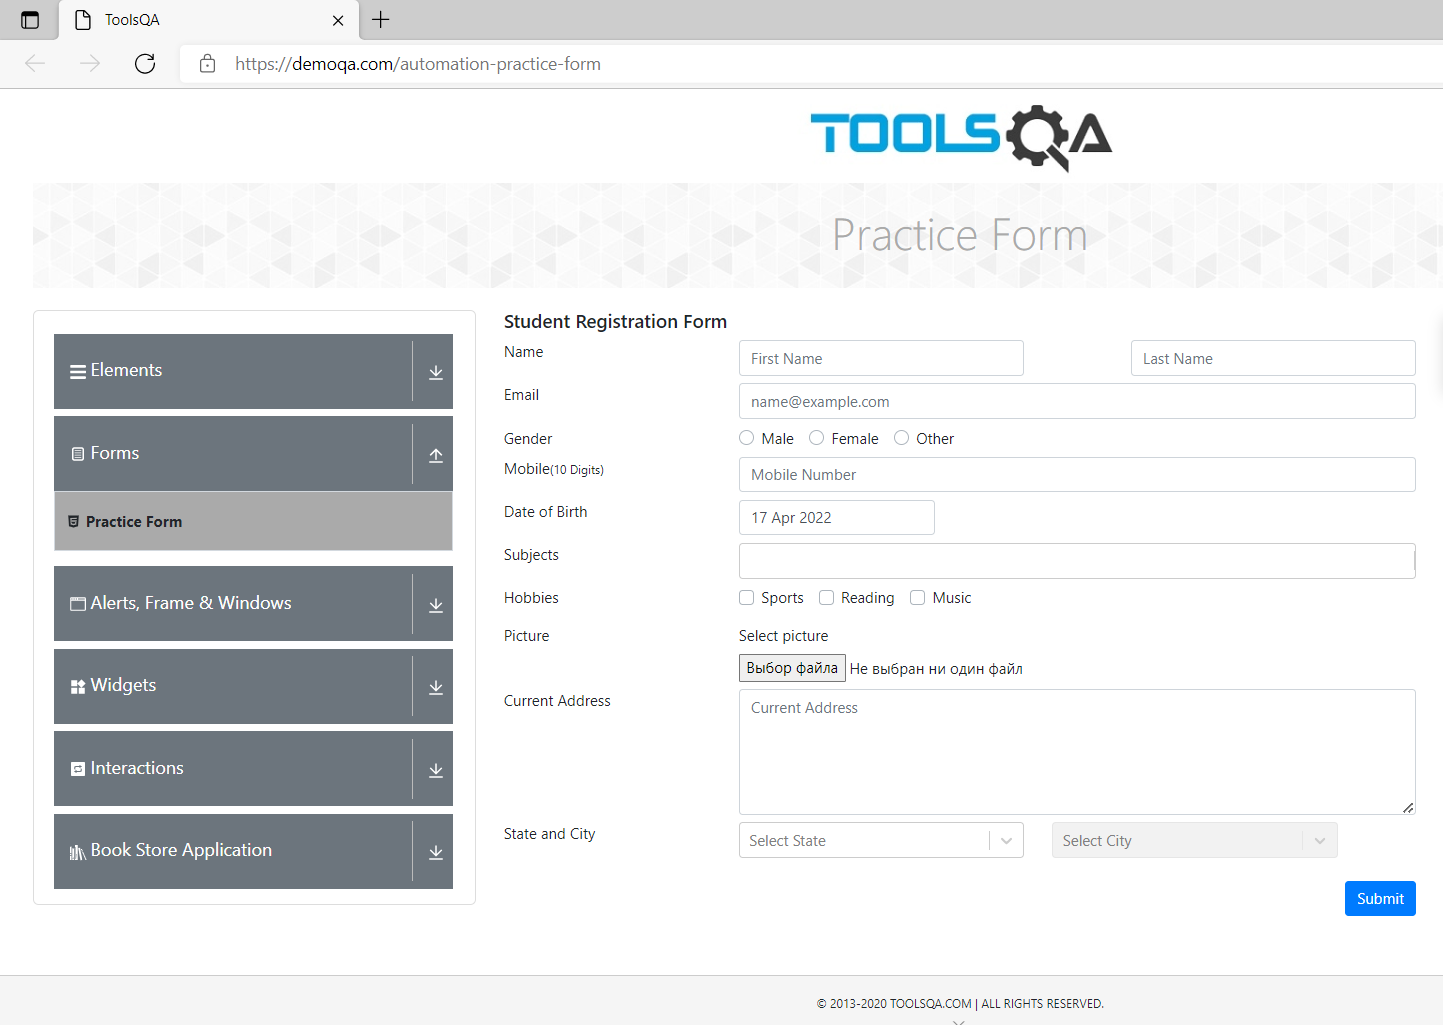 ToolsQA
https://demoqa.com/automation-practice-form
TOOLSQA
Practice Form
Elements
Forms
Practice Form
Alerts, Frame & Windows
Widgets
Interactions
Book Store Application
Student Registration Form
Name First Name Last Name
Email name@example.com
Gender Male Female Other
Mobile(10 Digits) Mobile Number
Date of Birth 17 Apr 2022
Subjects
Hobbies Sports Reading Music
Picture Select picture
Выбор файла Не выбран ни один файл
Current Address Current Address
State and City Select State Select City
Submit
© 2013-2020 TOOLSQA.COM | ALL RIGHTS RESERVED.